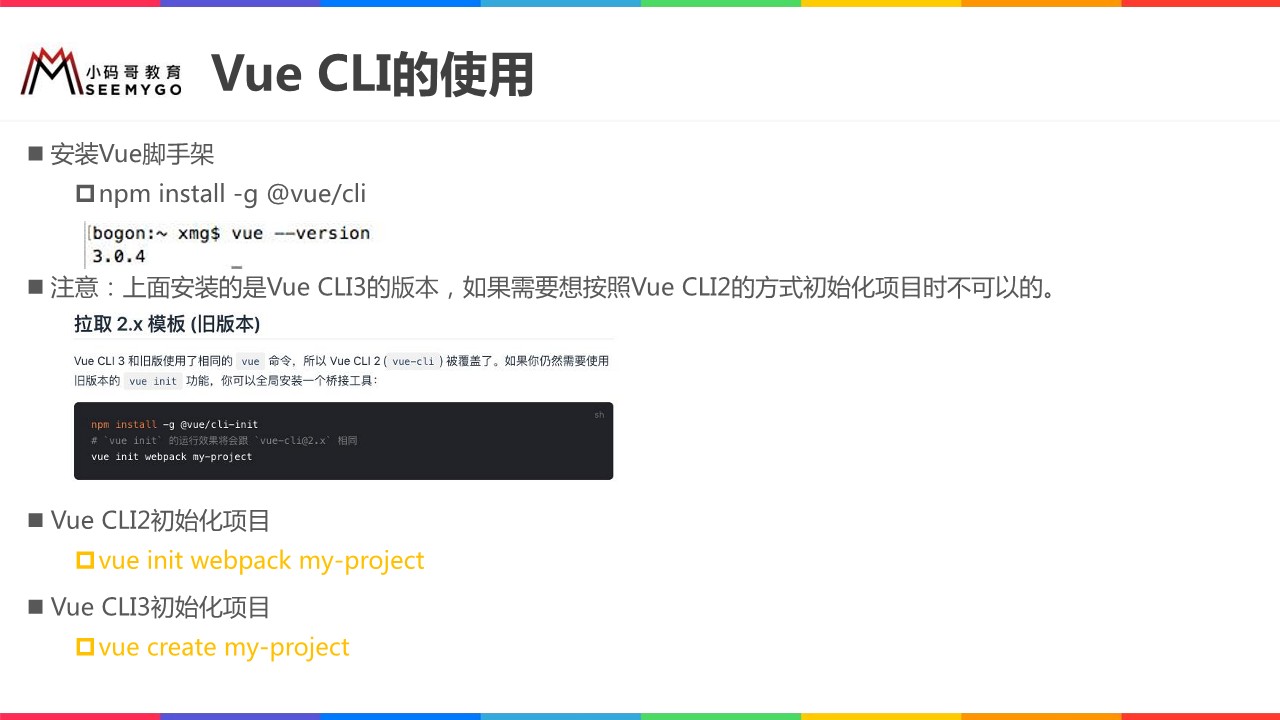 小码哥教育
SEEMYGO
Vue CLI的使用
安装Vue脚手架
npm install -g @vue/cli
[bogon:~ xmg$ vue --version
3.0.4
注意：上面安装的是Vue CLI3的版本，如果需要想按照Vue CLI2的方式初始化项目时不可以的。
拉取 2.x 模板 (旧版本)
Vue CLI 3 和旧版使用了相同的 vue 命令，所以 Vue CLI 2 ( vue-cli ) 被覆盖了。如果你仍然需要使用
旧版本的 vue init 功能，你可以全局安装一个桥接工具：
sh
npm install -g @vue/cli-init
# `vue init` 的运行效果将会跟 `vue-cli@2.x` 相同
vue init webpack my-project
Vue CLI2初始化项目
vue init webpack my-project
Vue CLI3初始化项目
vue create my-project